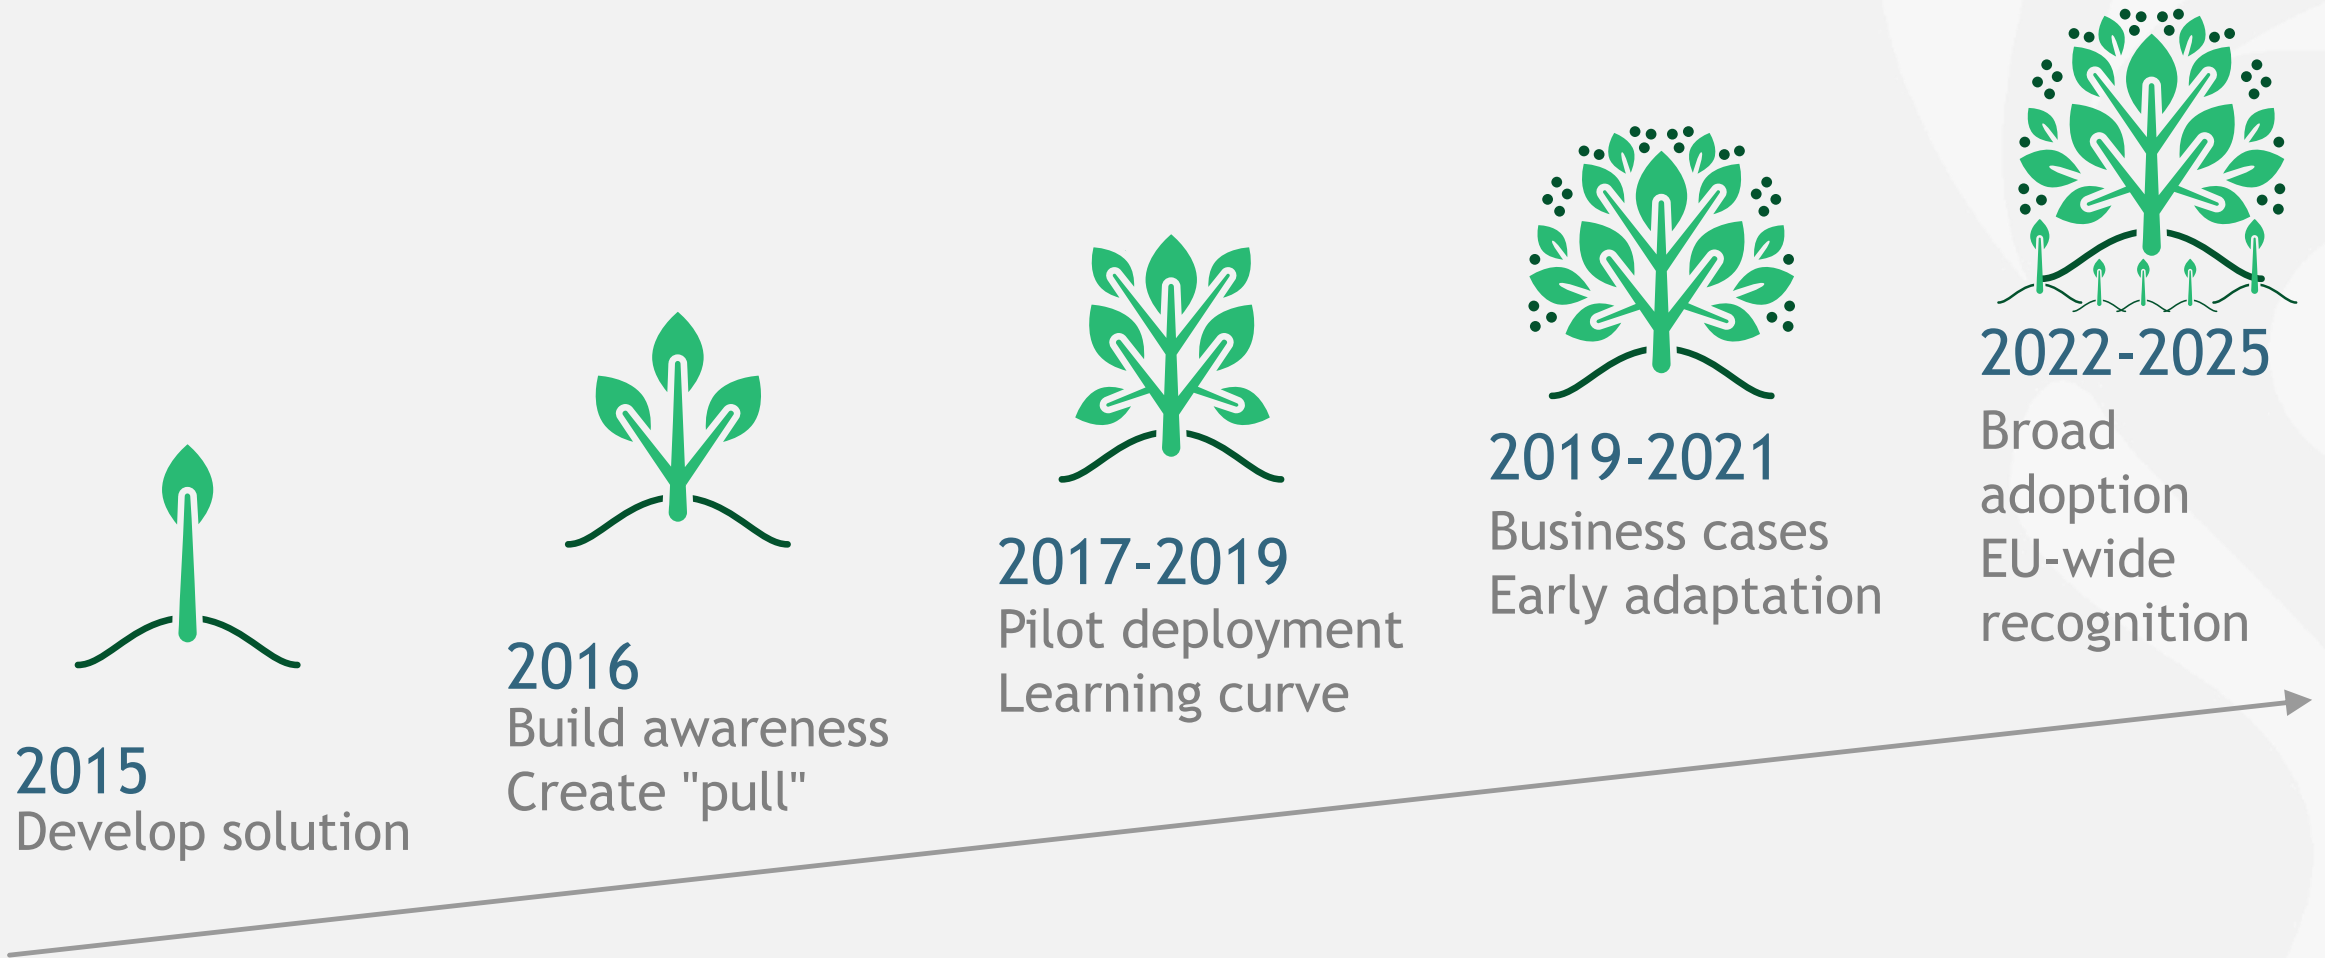 2015
Develop solution
2016
Build awareness
Create "pull"
2017-2019
Pilot deployment
Learning curve
2019-2021
Business cases
Early adaptation
2022-2025
Broad
adoption
EU-wide
recognition